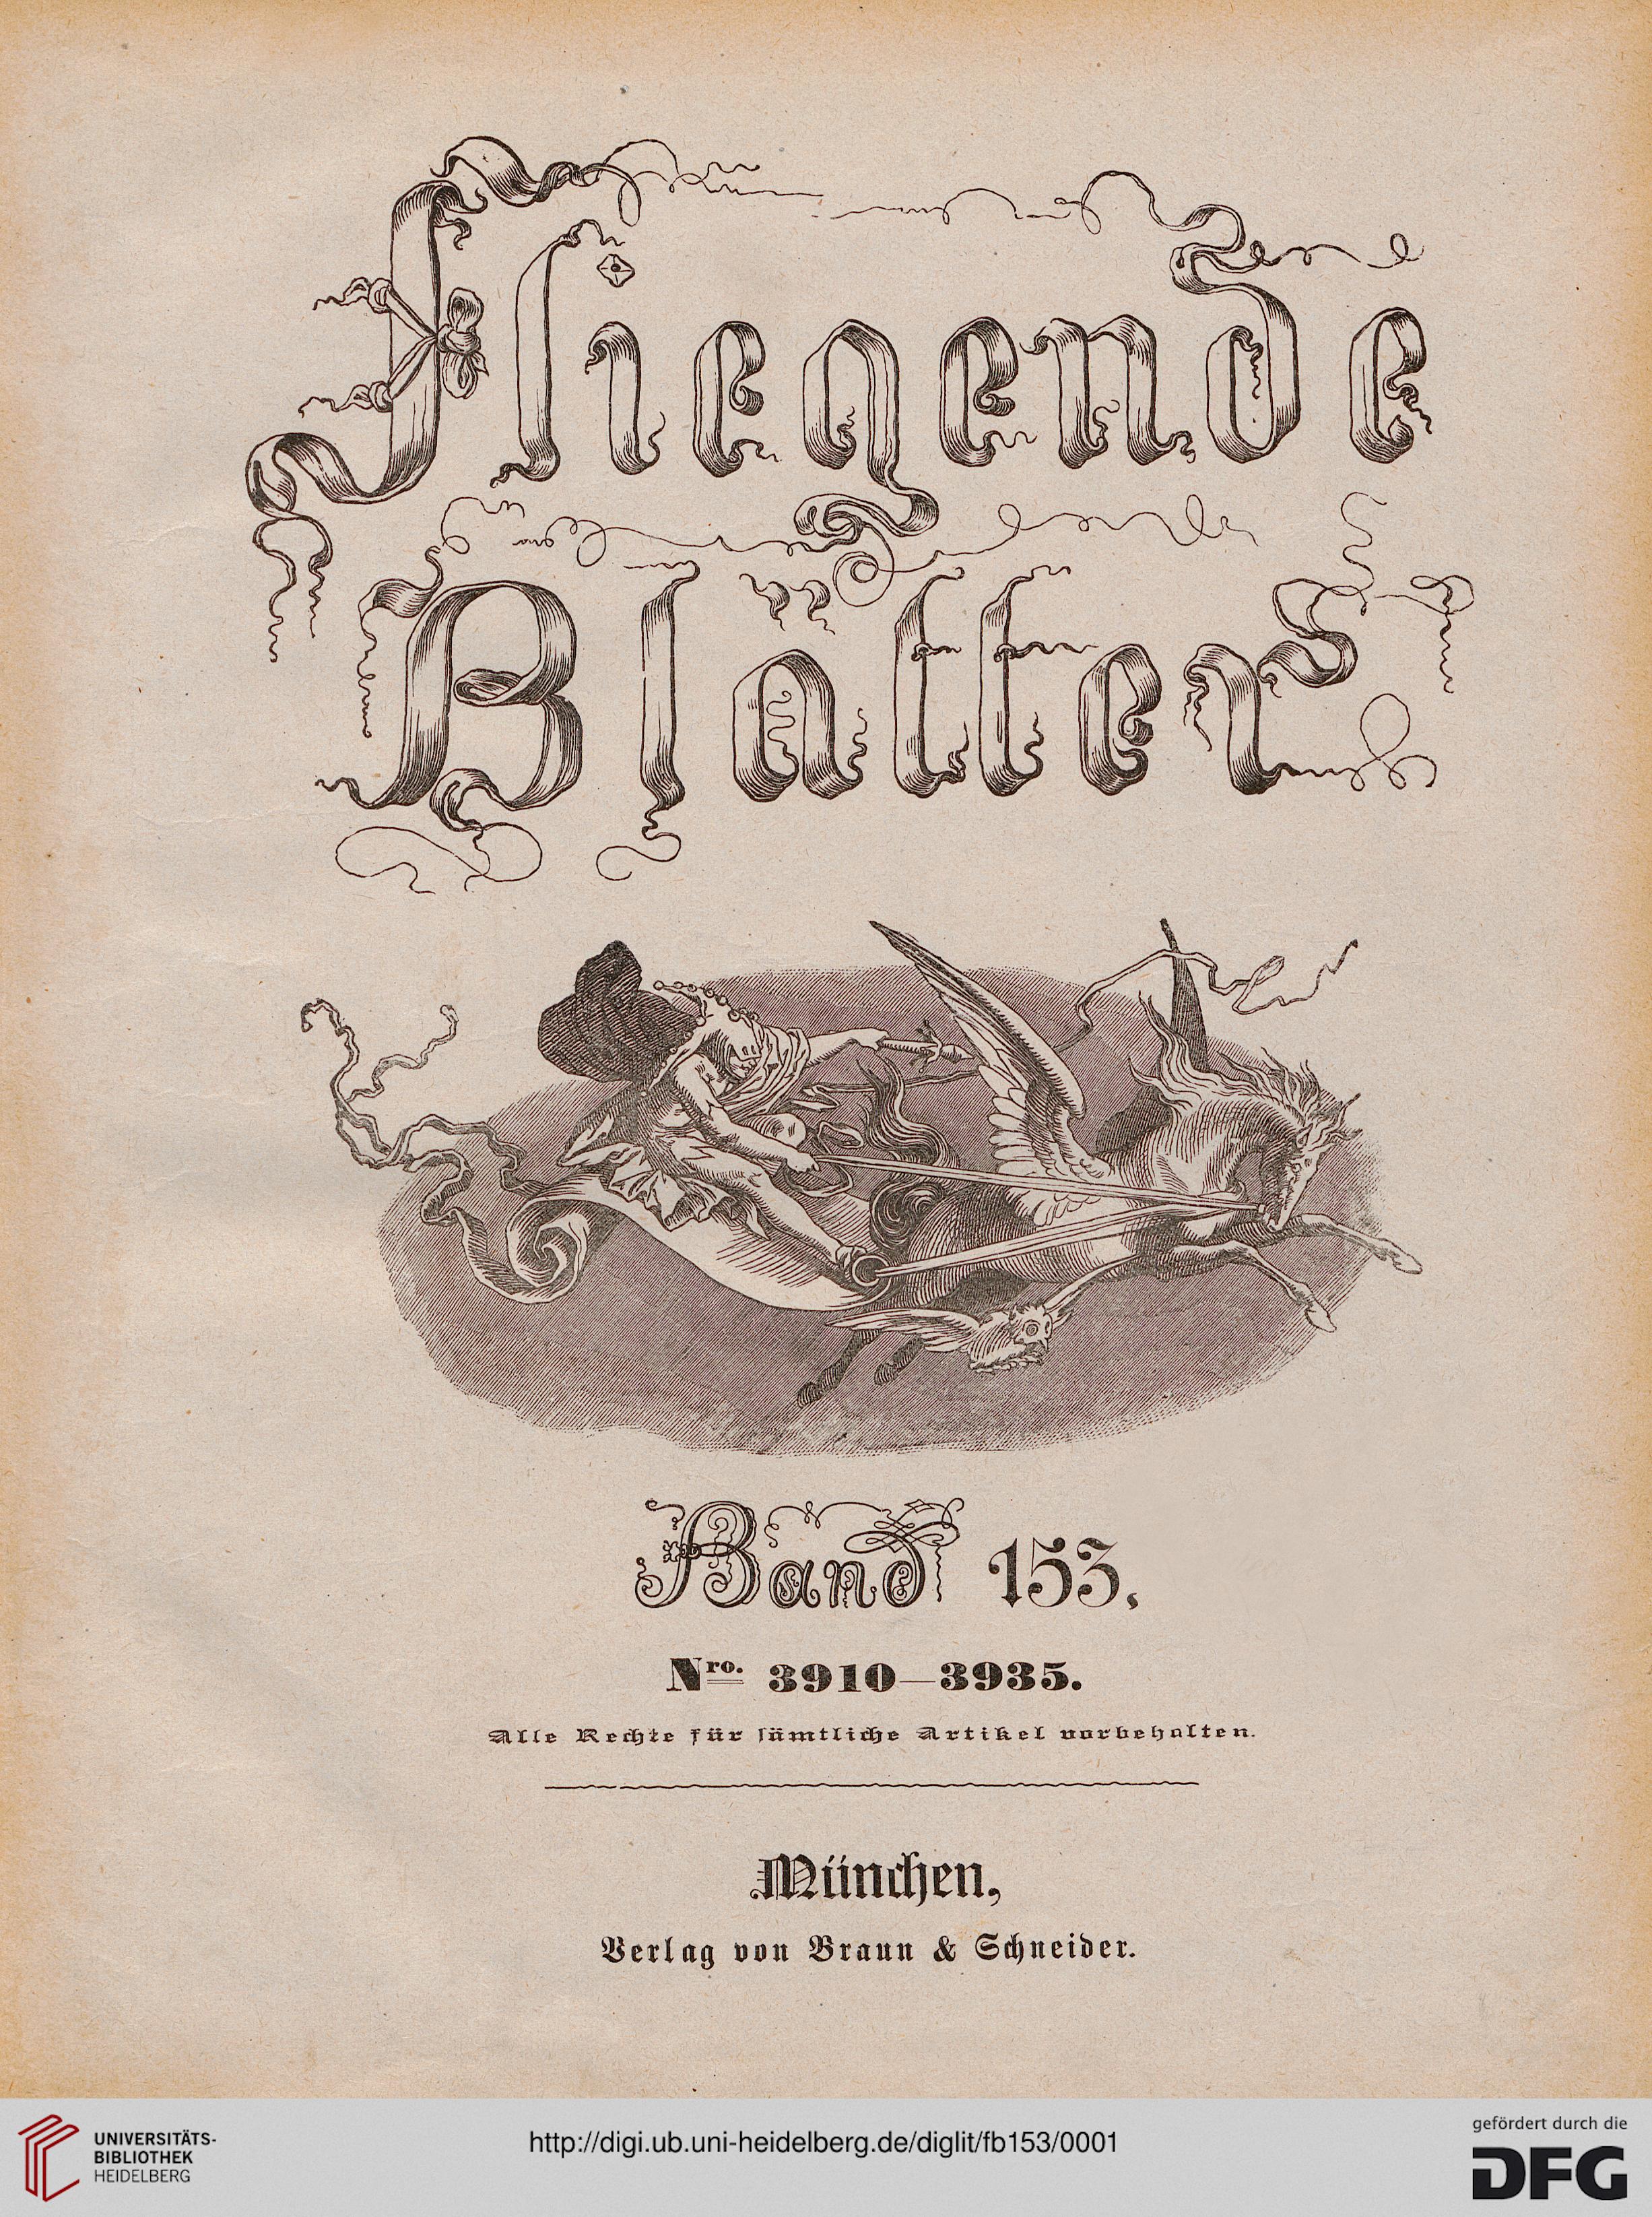 Fliegende
Blätter
Band 153.
Nro. 3910—3935.
Alle Rechte für sämtliche Artikel vorbehalten.
München,
Verlag von Braun & Schneider.
UNIVERSITÄTS-
BIBLIOTHEK
HEIDELBERG
http://digi.ub.uni-heidelberg.de/diglit/fb153/0001
gefördert durch die
DFG